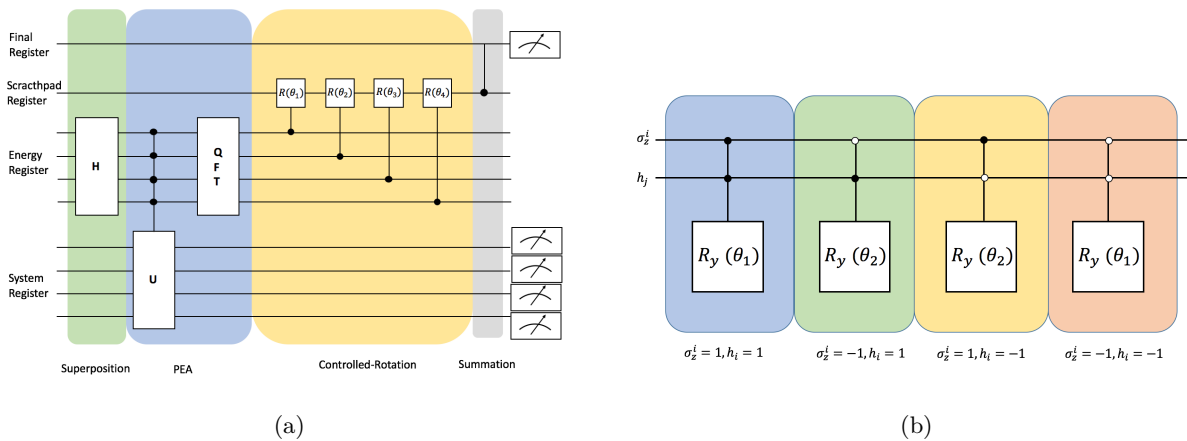 Final
Register
Scracthpad
Register
R(θ₁)
R(θ₂)
R(θ₃)
R(θ₄)
Energy
Register
H
Q
F
T
System
Register
U
Superposition
PEA
Controlled-Rotation
Summation
(a)
σ_z^i
h_j
R_y (θ₁)
R_y (θ₂)
R_y (θ₂)
R_y (θ₁)
σ_z^i = 1, h_i = 1
σ_z^i = −1, h_i = 1
σ_z^i = 1, h_i = −1
σ_z^i = −1, h_i = −1
(b)